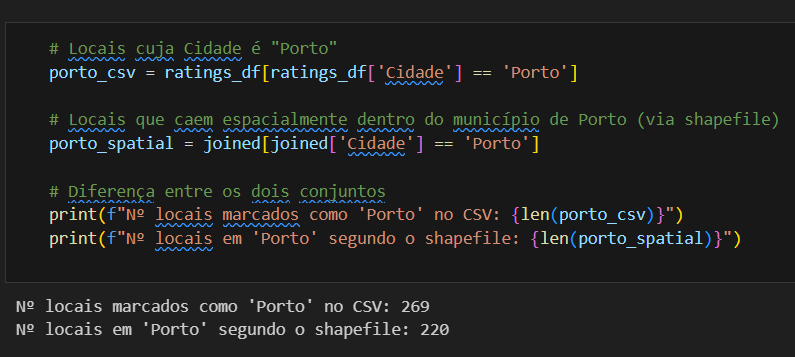 # Locais cuja Cidade é "Porto"
porto_csv = ratings_df[ratings_df['Cidade'] == 'Porto']
# Locais que caem espacialmente dentro do município de Porto (via shapefile)
porto_spatial = joined[joined['Cidade'] == 'Porto']
# Diferença entre os dois conjuntos
print(f"Nº locais marcados como 'Porto' no CSV: {len(porto_csv)}")
print(f"Nº locais em 'Porto' segundo o shapefile: {len(porto_spatial)}")
Nº locais marcados como 'Porto' no CSV: 269
Nº locais em 'Porto' segundo o shapefile: 220